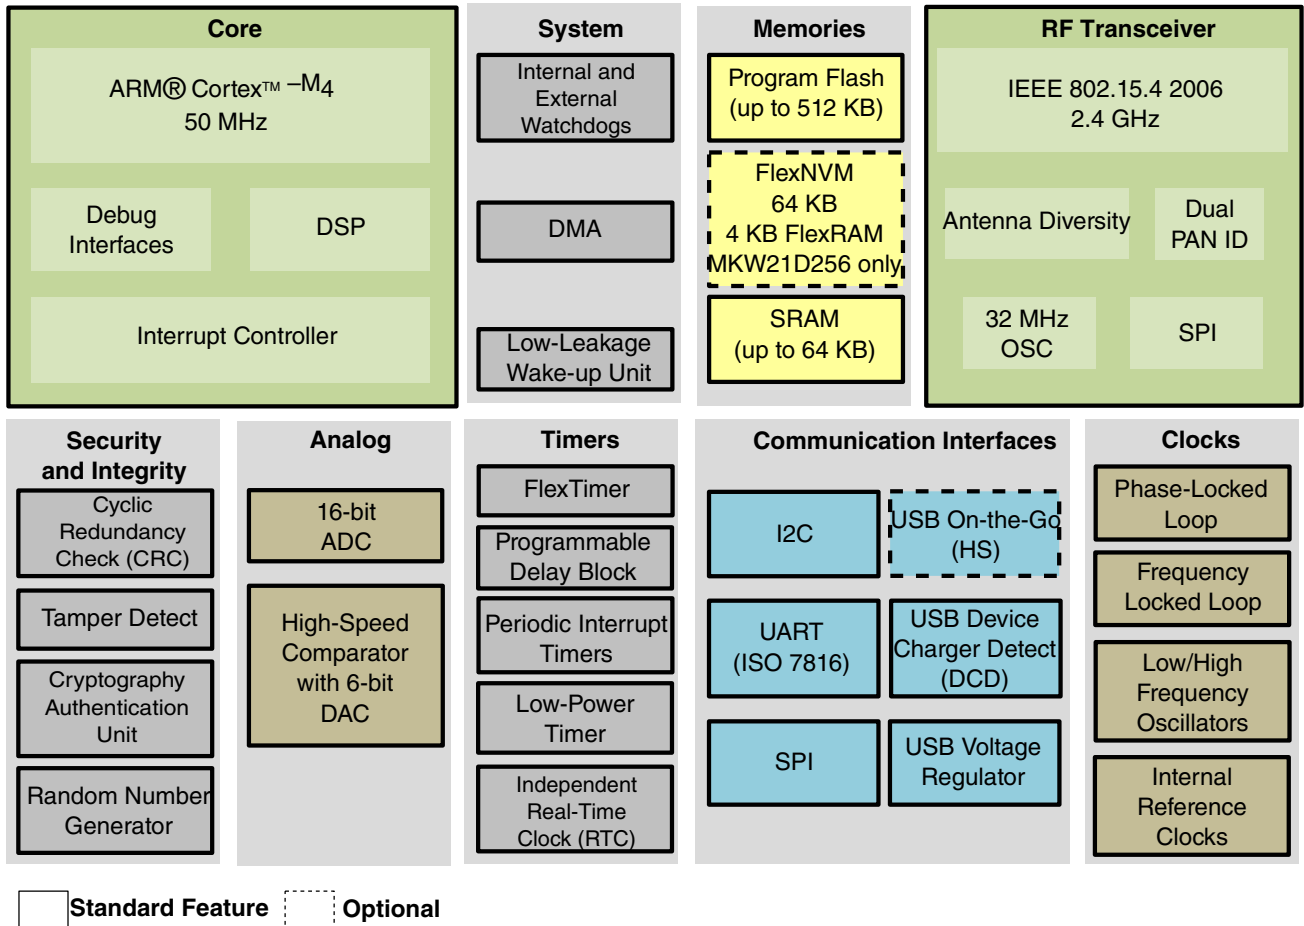 Core
ARM® Cortex™ –M4
50 MHz
Debug
Interfaces
DSP
Interrupt Controller
System
Internal and
External
Watchdogs
DMA
Low-Leakage
Wake-up Unit
Memories
Program Flash
(up to 512 KB)
FlexNVM
64 KB
4 KB FlexRAM
MKW21D256 only
SRAM
(up to 64 KB)
RF Transceiver
IEEE 802.15.4 2006
2.4 GHz
Antenna Diversity
Dual
PAN ID
32 MHz
OSC
SPI
Security
and Integrity
Cyclic
Redundancy
Check (CRC)
Tamper Detect
Cryptography
Authentication
Unit
Random Number
Generator
Analog
16-bit
ADC
High-Speed
Comparator
with 6-bit
DAC
Timers
FlexTimer
Programmable
Delay Block
Periodic Interrupt
Timers
Low-Power
Timer
Independent
Real-Time
Clock (RTC)
Communication Interfaces
I2C
USB On-the-Go
(HS)
UART
(ISO 7816)
USB Device
Charger Detect
(DCD)
SPI
USB Voltage
Regulator
Clocks
Phase-Locked
Loop
Frequency
Locked Loop
Low/High
Frequency
Oscillators
Internal
Reference
Clocks
Standard Feature
Optional